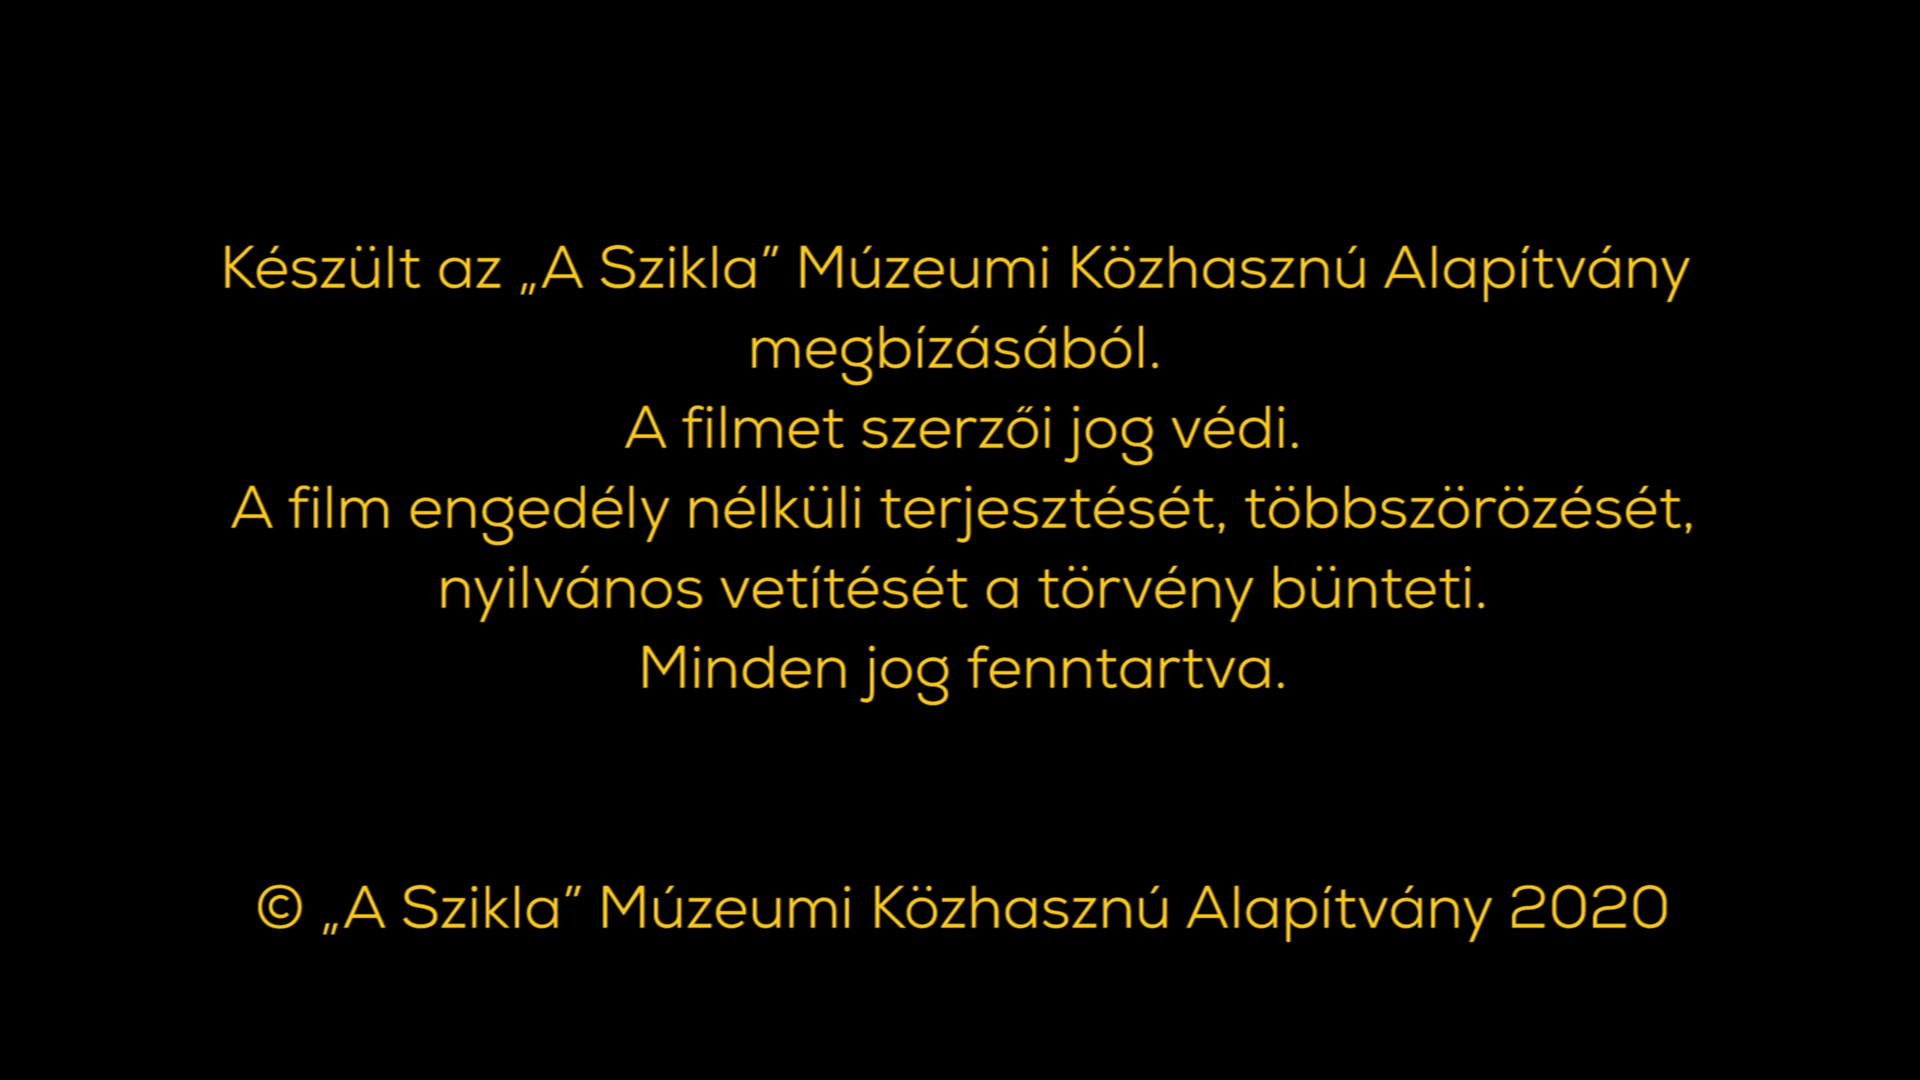 Készült az „A Szikla” Múzeumi Közhasznú Alapítvány
megbízásából.
A filmet szerzői jog védi.
A film engedély nélküli terjesztését, többszörözését,
nyilvános vetítését a törvény bünteti.
Minden jog fenntartva.
© „A Szikla” Múzeumi Közhasznú Alapítvány 2020